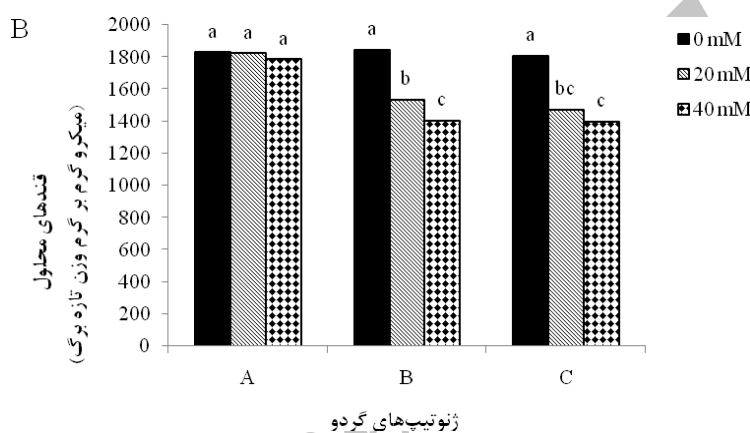 B
قندهای محلول
(میکرو گرم بر گرم وزن تازه برگ)
2000
1800
1600
1400
1200
1000
800
600
400
200
0
a a a
a b c
a bc c
A B C
ژنوتیپ‌های گردو
0 mM
20 mM
40 mM